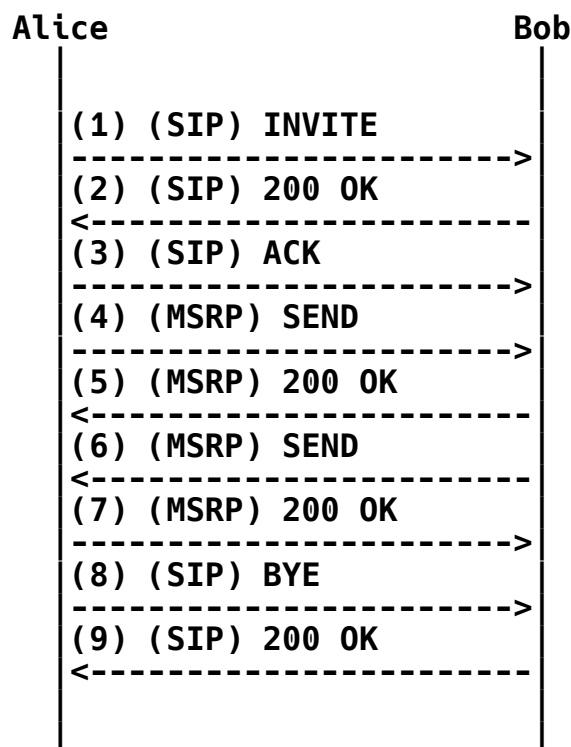 Alice Bob
(1) (SIP) INVITE
----------------------->
(2) (SIP) 200 OK
<-----------------------
(3) (SIP) ACK
----------------------->
(4) (MSRP) SEND
----------------------->
(5) (MSRP) 200 OK
<-----------------------
(6) (MSRP) SEND
<-----------------------
(7) (MSRP) 200 OK
----------------------->
(8) (SIP) BYE
----------------------->
(9) (SIP) 200 OK
<-----------------------